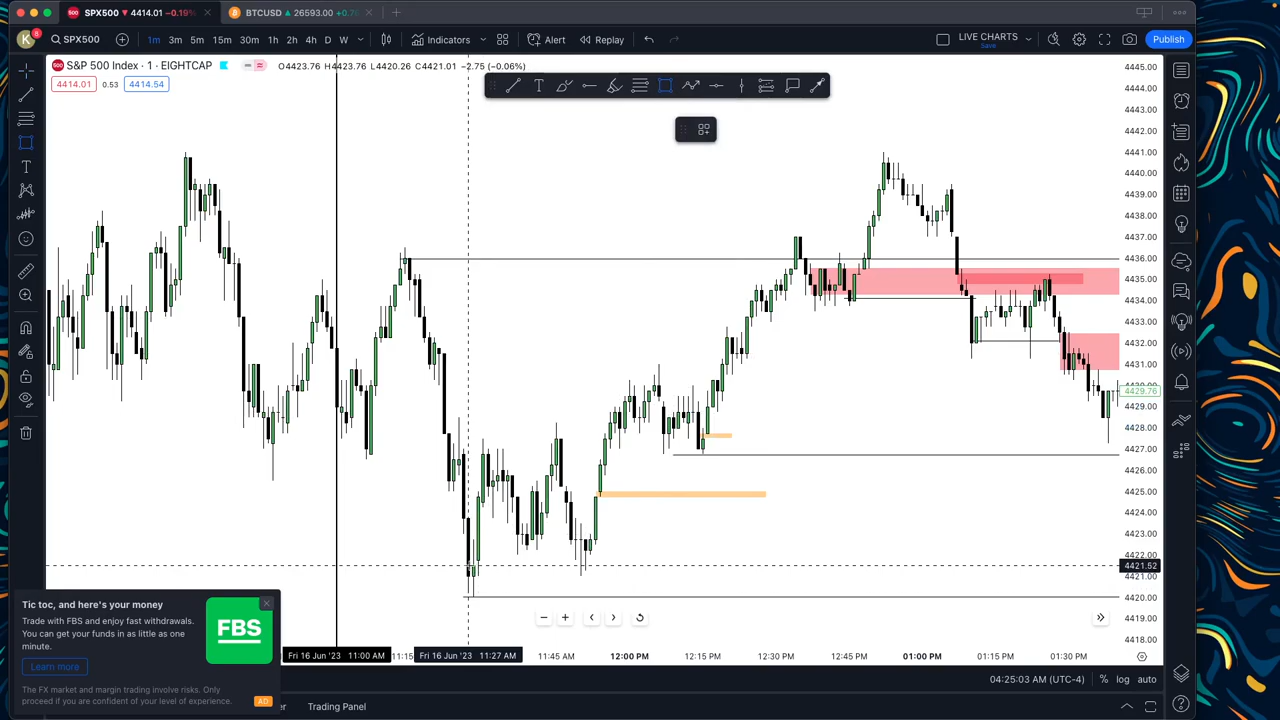 SPX500 ▼ 4414.01 −0.19%
BTCUSD ▲ 26593.00 +0.7
K
8
SPX500
1m 3m 5m 15m 30m 1h 2h 4h D W
Indicators
Alert
Replay
LIVE CHARTS
Save
Publish
S&P 500 Index · 1 · EIGHTCAP
O4423.76 H4423.76 L4420.26 C4421.01 −2.75 (−0.06%)
4414.01 0.53 4414.54
4445.00
4444.00
4443.00
4442.00
4441.00
4440.00
4439.00
4438.00
4437.00
4436.00
4435.00
4434.00
4433.00
4432.00
4431.00
4429.76
4429.00
4428.00
4427.00
4426.00
4425.00
4424.00
4423.00
4422.00
4421.52
4421.00
4420.00
4419.00
4418.00
Tic toc, and here's your money
Trade with FBS and enjoy fast withdrawals.
You can get your funds in as little as one
minute.
Learn more
FBS
The FX market and margin trading involve risks. Only
proceed if you are confident of your level of experience.
AD
Fri 16 Jun '23 11:00 AM
11:15
Fri 16 Jun '23 11:27 AM
11:45 AM
12:00 PM
12:15 PM
12:30 PM
12:45 PM
01:00 PM
01:15 PM
01:30 PM
04:25:03 AM (UTC-4)
% log auto
Trading Panel